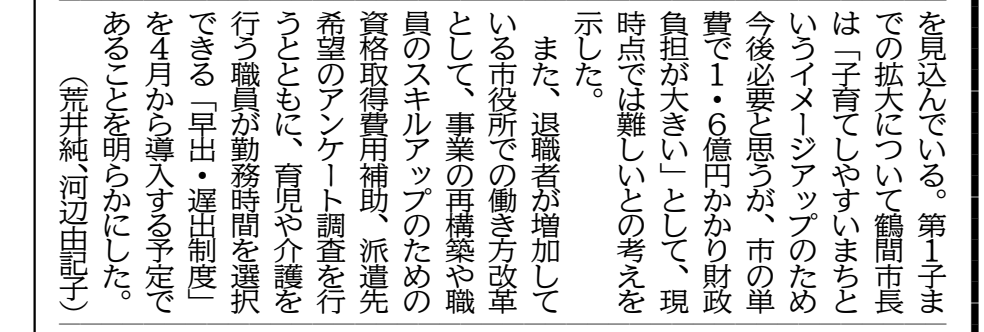 を見込んでいる。第1子ま
での拡大について鶴間市長
は「子育てしやすいまちと
いうイメージアップのため
今後必要と思うが、市の単
費で1・6億円かかり財政
負担が大きい」として、現
時点では難しいとの考えを
示した。
また、退職者が増加して
いる市役所での働き方改革
として、事業の再構築や職
員のスキルアップのための
資格取得費用補助、派遣先
希望のアンケート調査を行
うとともに、育児や介護を
行う職員が勤務時間を選択
できる「早出・遅出制度」
を4月から導入する予定で
あることを明らかにした。
（荒井純、河辺由記子）